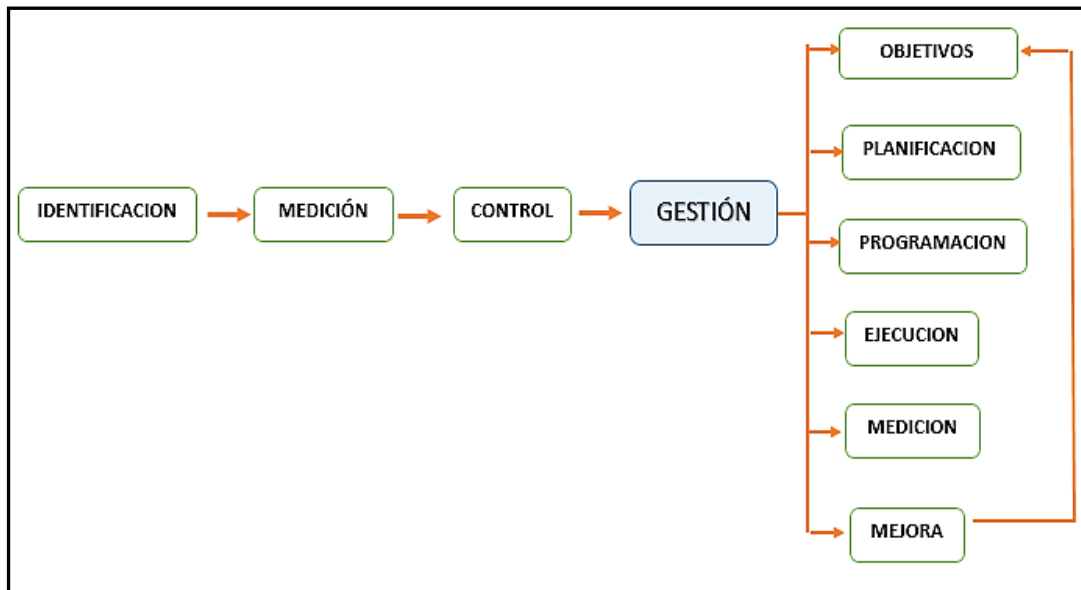 IDENTIFICACION
MEDICIÓN
CONTROL
GESTIÓN
OBJETIVOS
PLANIFICACION
PROGRAMACION
EJECUCION
MEDICION
MEJORA